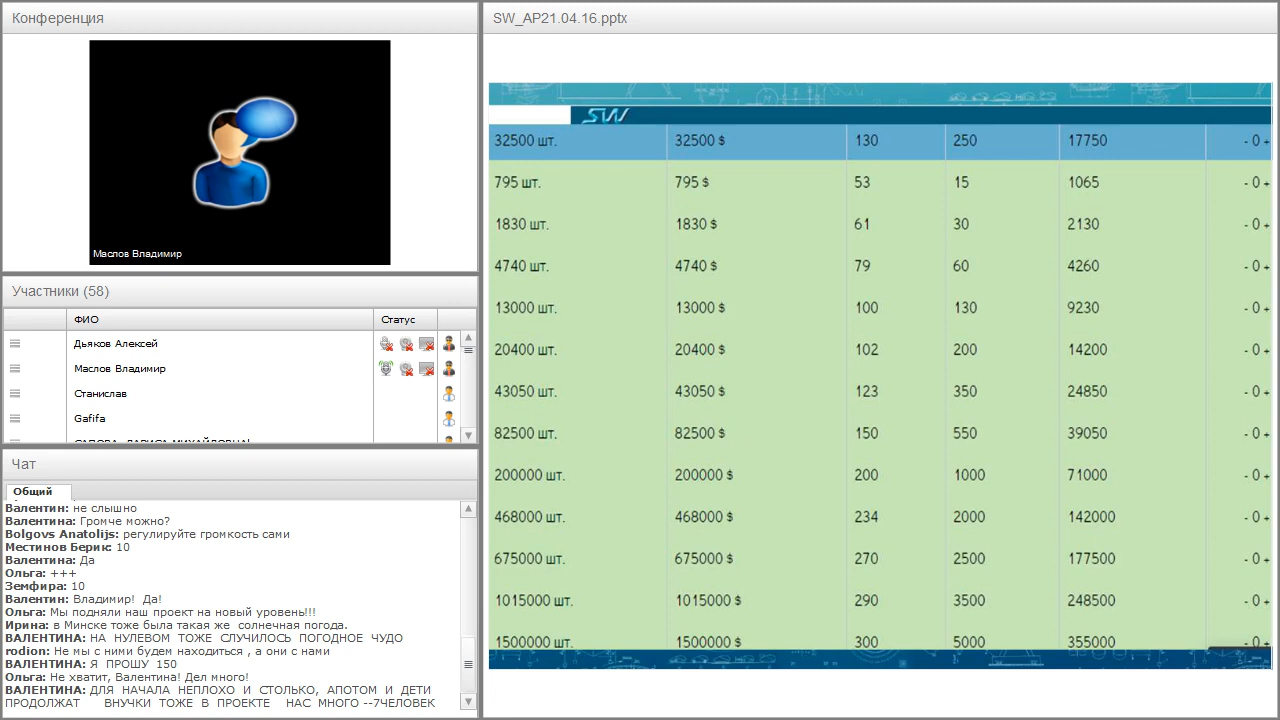 Конференция
Маслов Владимир
Участники (58)
ФИО Статус
Дьяков Алексей
Маслов Владимир
Станислав
Gafifa
Чат
Общий
Валентин: не слышно
Валентина: Громче можно?
Bolgovs Anatolijs: регулируйте громкость сами
Местинов Берик: 10
Валентина: Да
Ольга: +++
Земфира: 10
Валентин: Владимир! Да!
Ольга: Мы подняли наш проект на новый уровень!!!
Ирина: в Минске тоже была такая же солнечная погода.
ВАЛЕНТИНА: НА НУЛЕВОМ ТОЖЕ СЛУЧИЛОСЬ ПОГОДНОЕ ЧУДО
rodion: Не мы с ними будем находиться , а они с нами
ВАЛЕНТИНА: Я ПРОШУ 150
Ольга: Не хватит, Валентина! Дел много!
ВАЛЕНТИНА: ДЛЯ НАЧАЛА НЕПЛОХО И СТОЛЬКО, АПОТОМ И ДЕТИ
ПРОДОЛЖАТ ВНУЧКИ ТОЖЕ В ПРОЕКТЕ НАС МНОГО --7ЧЕЛОВЕК
SW_AP21.04.16.pptx
SW
32500 шт. 32500 $ 130 250 17750 - 0 +
795 шт. 795 $ 53 15 1065 - 0 +
1830 шт. 1830 $ 61 30 2130 - 0 +
4740 шт. 4740 $ 79 60 4260 - 0 +
13000 шт. 13000 $ 100 130 9230 - 0 +
20400 шт. 20400 $ 102 200 14200 - 0 +
43050 шт. 43050 $ 123 350 24850 - 0 +
82500 шт. 82500 $ 150 550 39050 - 0 +
200000 шт. 200000 $ 200 1000 71000 - 0 +
468000 шт. 468000 $ 234 2000 142000 - 0 +
675000 шт. 675000 $ 270 2500 177500 - 0 +
1015000 шт. 1015000 $ 290 3500 248500 - 0 +
1500000 шт. 1500000 $ 300 5000 355000 - 0 +